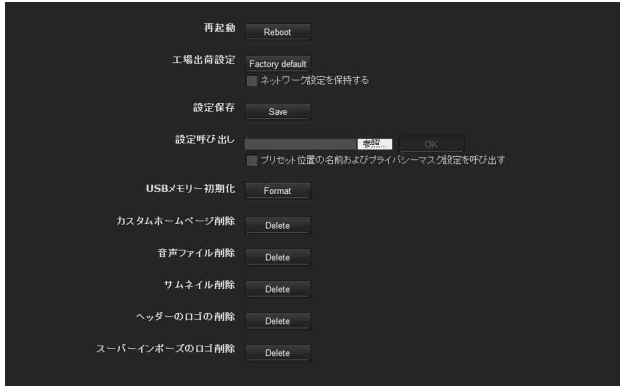 再起動 Reboot
工場出荷設定 Factory default
ネットワーク設定を保持する
設定保存 Save
設定呼び出し 参照... OK
プリセット位置の名前およびプライバシーマスク設定を呼び出す
USBメモリー初期化 Format
カスタムホームページ削除 Delete
音声ファイル削除 Delete
サムネイル削除 Delete
ヘッダーのロゴの削除 Delete
スーパーインポーズのロゴ削除 Delete